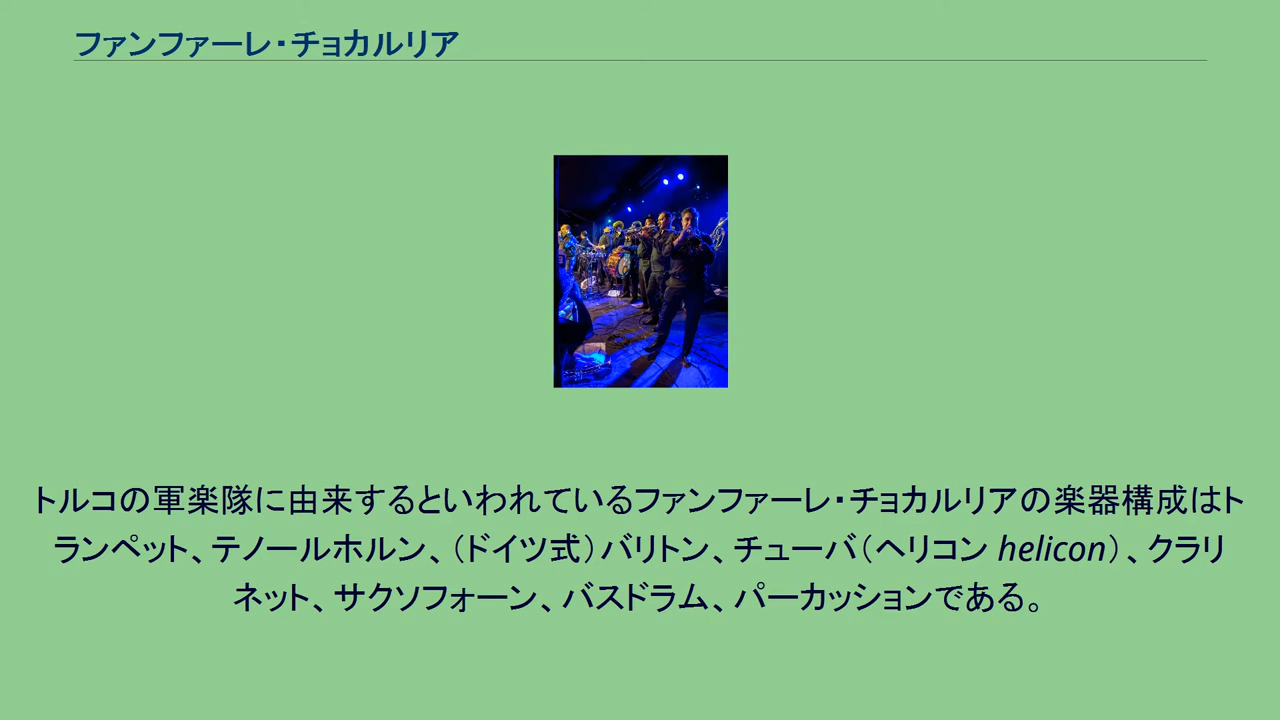 ファンファーレ・チョカルリア
トルコの軍楽隊に由来するといわれているファンファーレ・チョカルリアの楽器構成はト
ランペット、テノールホルン、（ドイツ式）バリトン、チューバ（ヘリコン helicon）、クラリ
ネット、サクソフォーン、バスドラム、パーカッションである。